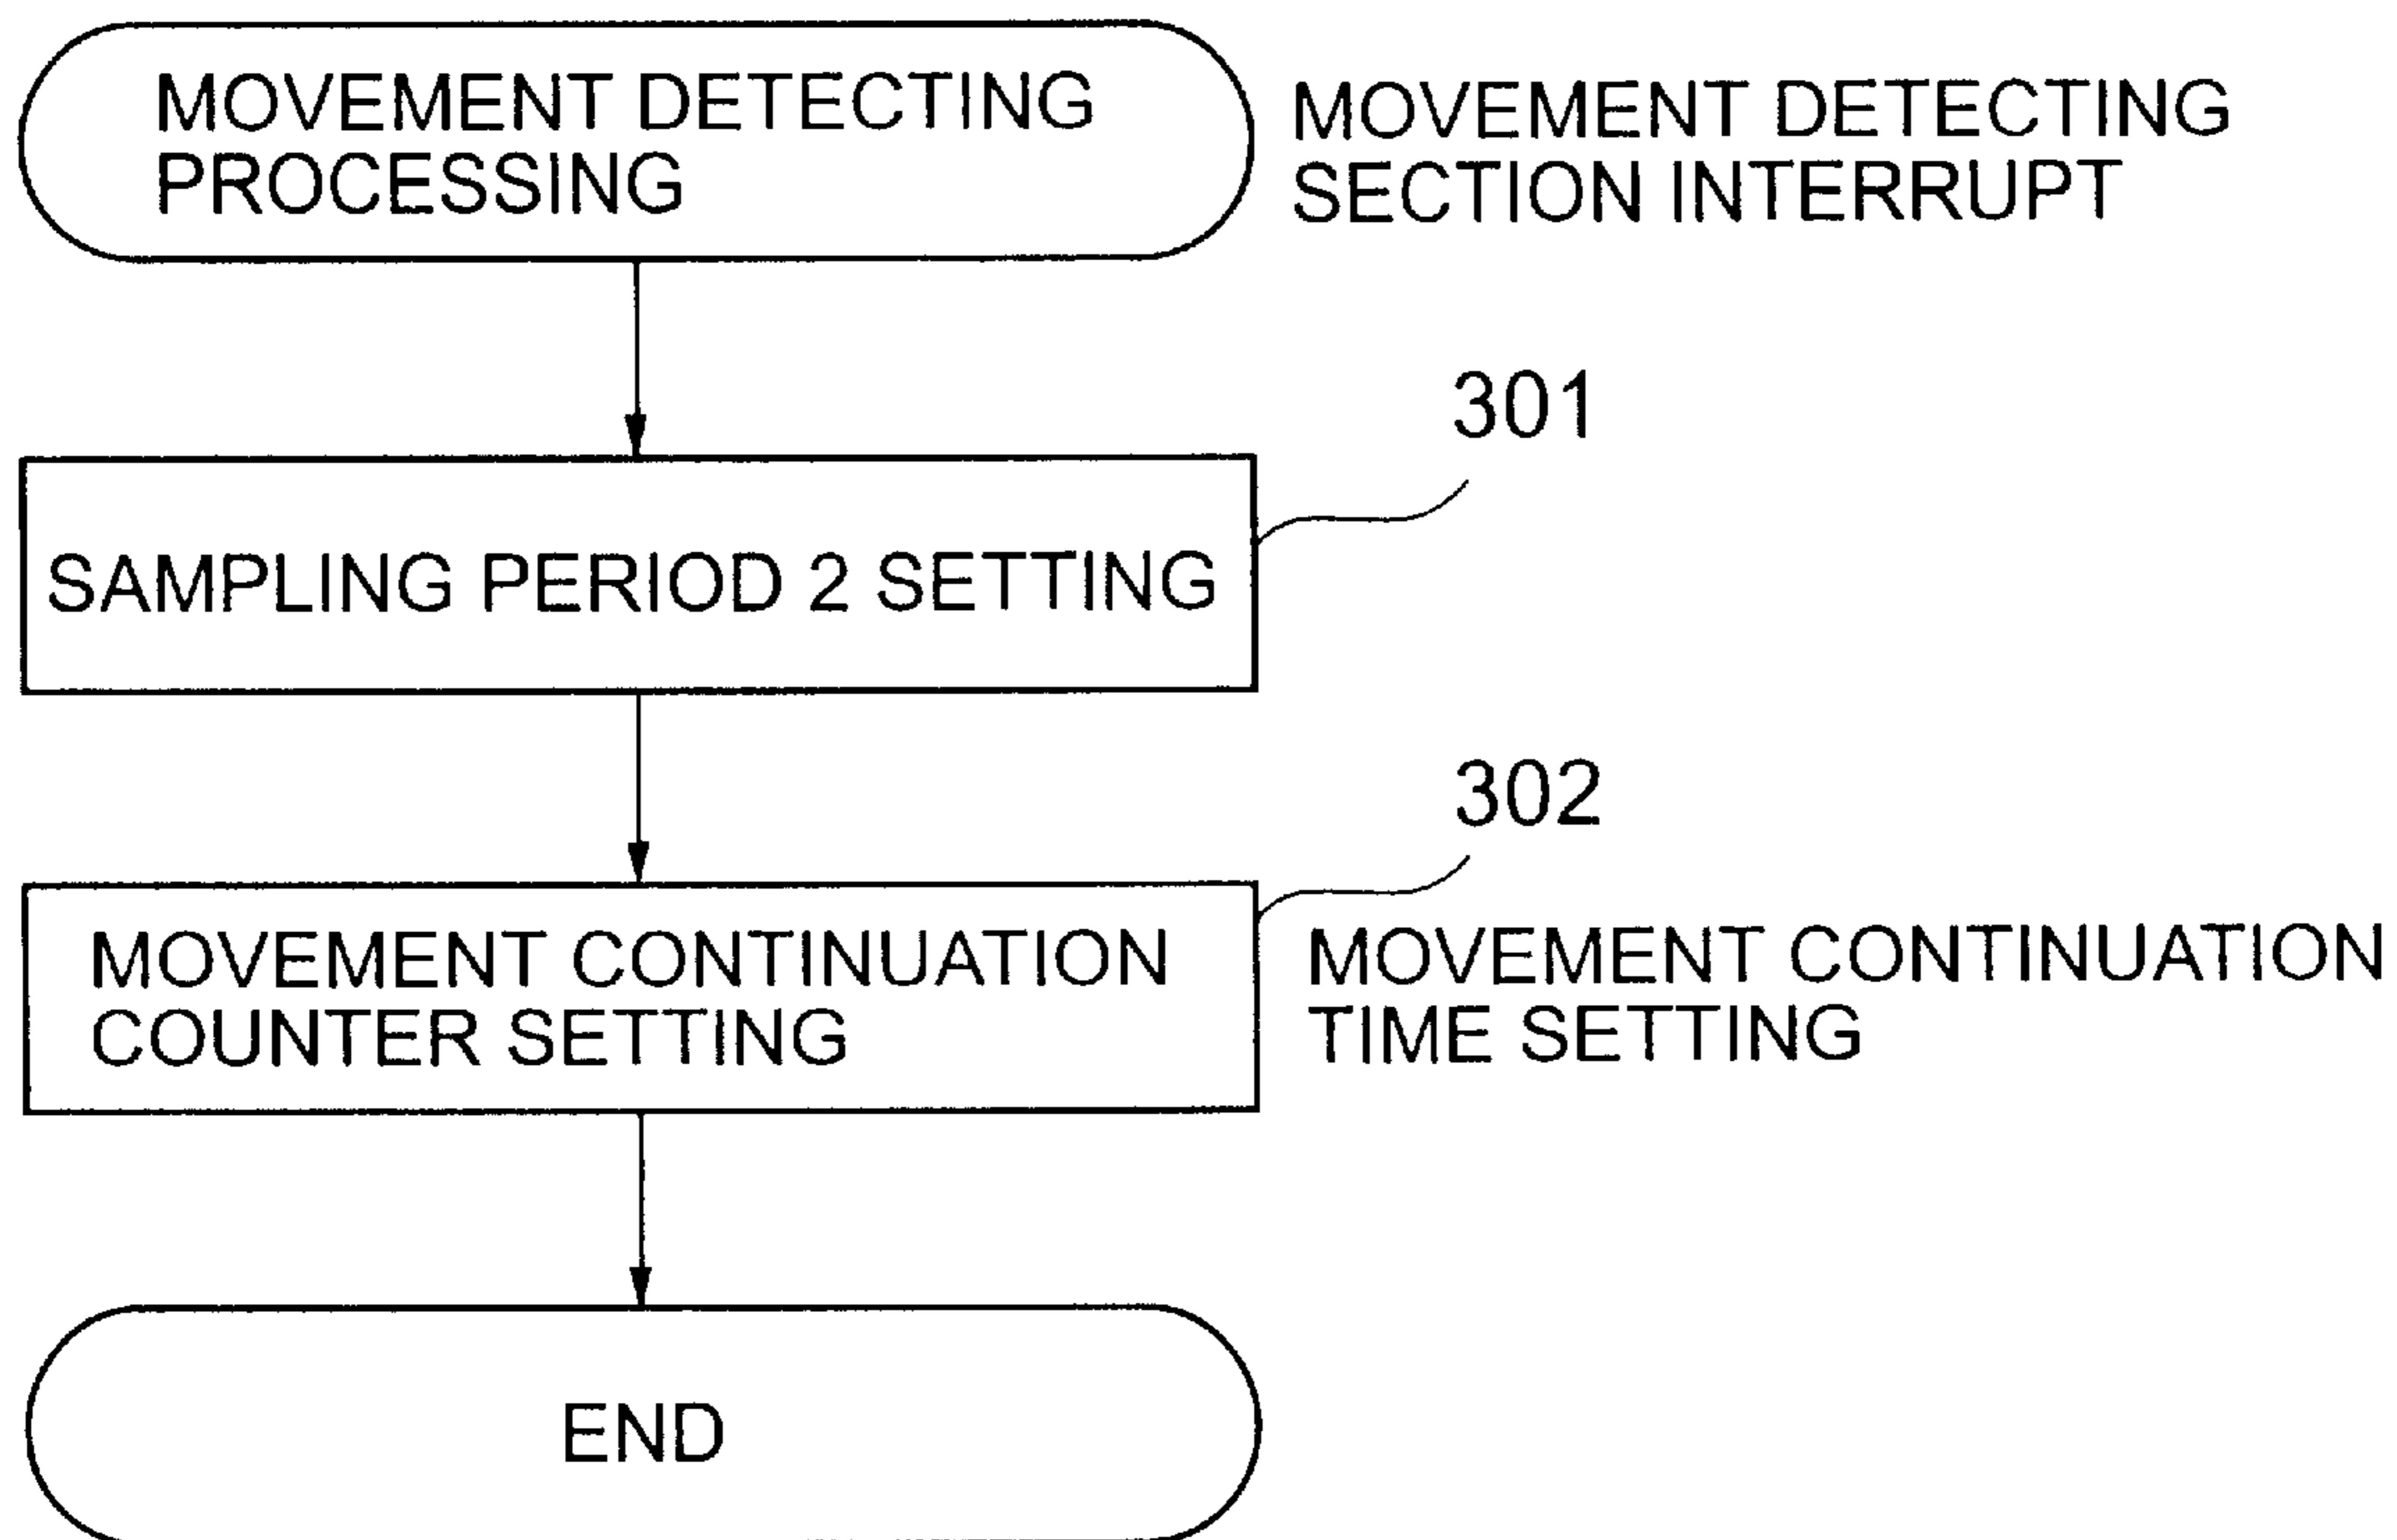 MOVEMENT DETECTING
PROCESSING
MOVEMENT DETECTING
SECTION INTERRUPT
301
SAMPLING PERIOD 2 SETTING
302
MOVEMENT CONTINUATION
COUNTER SETTING
MOVEMENT CONTINUATION
TIME SETTING
END